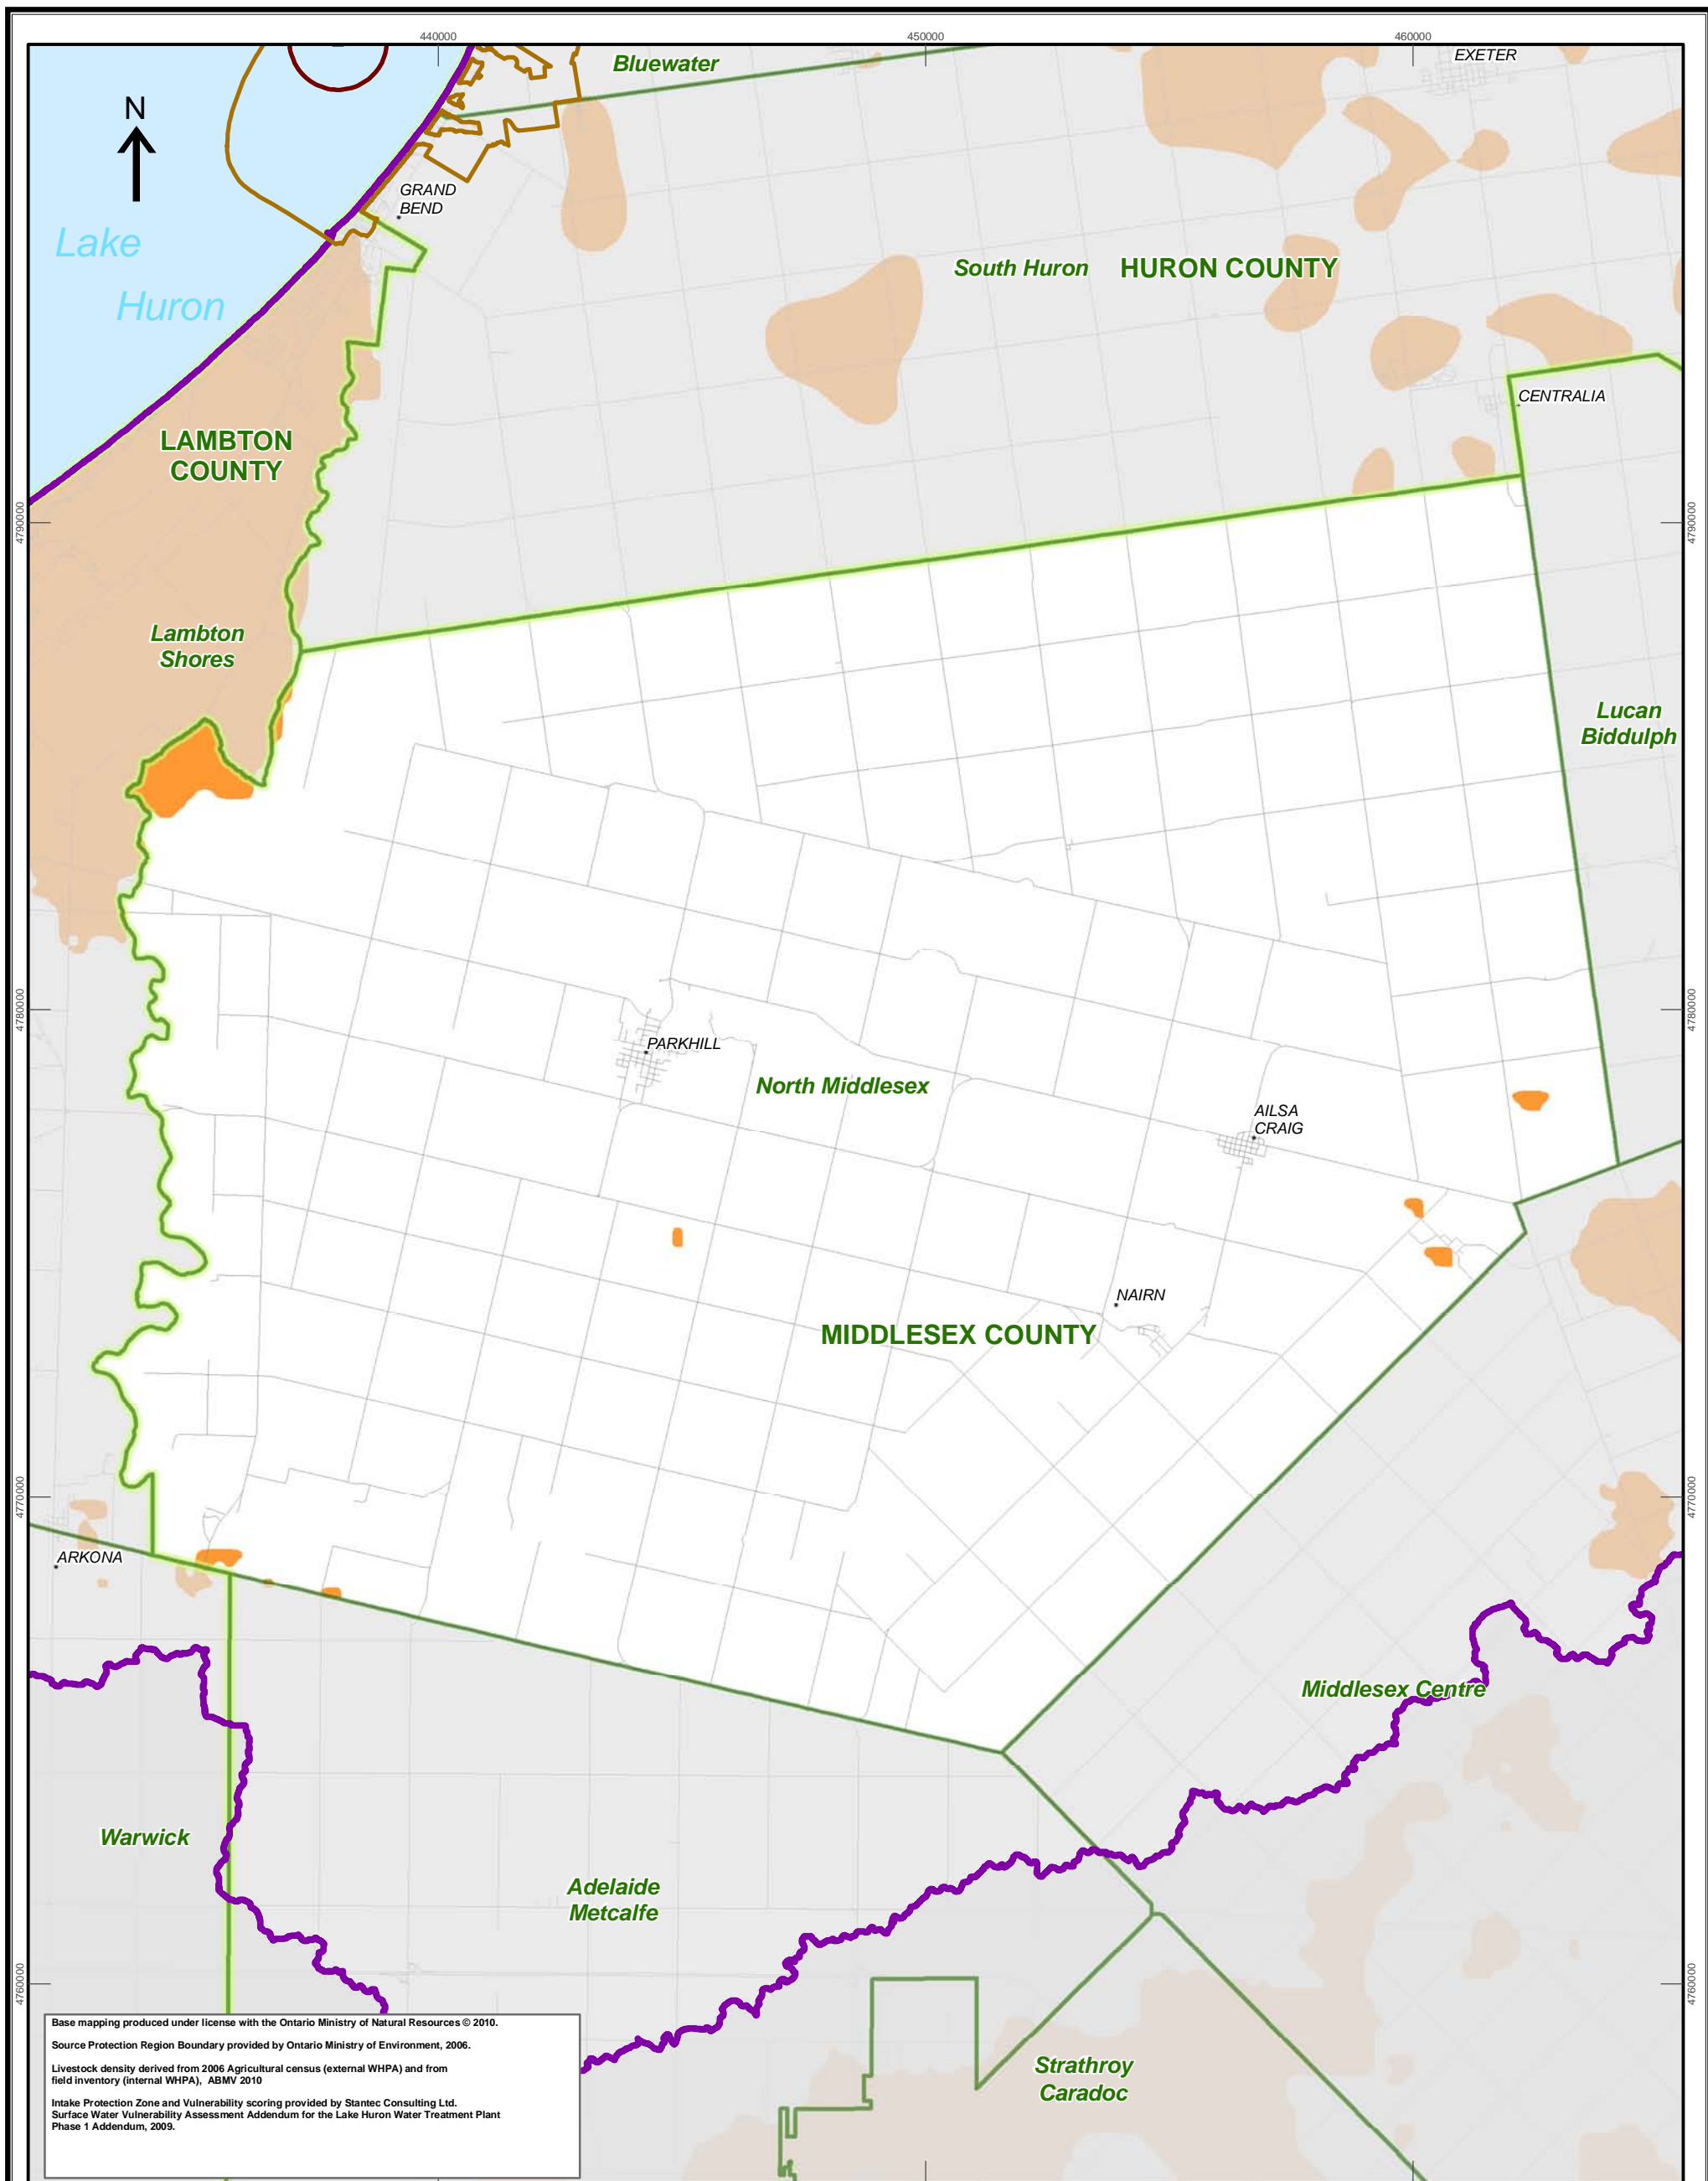 440000
450000
460000
EXETER
Bluewater
N
GRAND
BEND
Lake
Huron
South Huron
HURON COUNTY
CENTRALIA
LAMBTON
COUNTY
4790000
4790000
Lambton
Shores
Lucan
Biddulph
4780000
4780000
PARKHILL
North Middlesex
AILSA
CRAIG
NAIRN
MIDDLESEX COUNTY
4770000
4770000
ARKONA
Middlesex Centre
Warwick
Adelaide
Metcalfe
4760000
4760000
Strathroy
Caradoc
Base mapping produced under license with the Ontario Ministry of Natural Resources © 2010.
Source Protection Region Boundary provided by Ontario Ministry of Environment, 2006.
Livestock density derived from 2006 Agricultural census (external WHPA) and from
field inventory (internal WHPA), ABMV 2010
Intake Protection Zone and Vulnerability scoring provided by Stantec Consulting Ltd.
Surface Water Vulnerability Assessment Addendum for the Lake Huron Water Treatment Plant
Phase 1 Addendum, 2009.